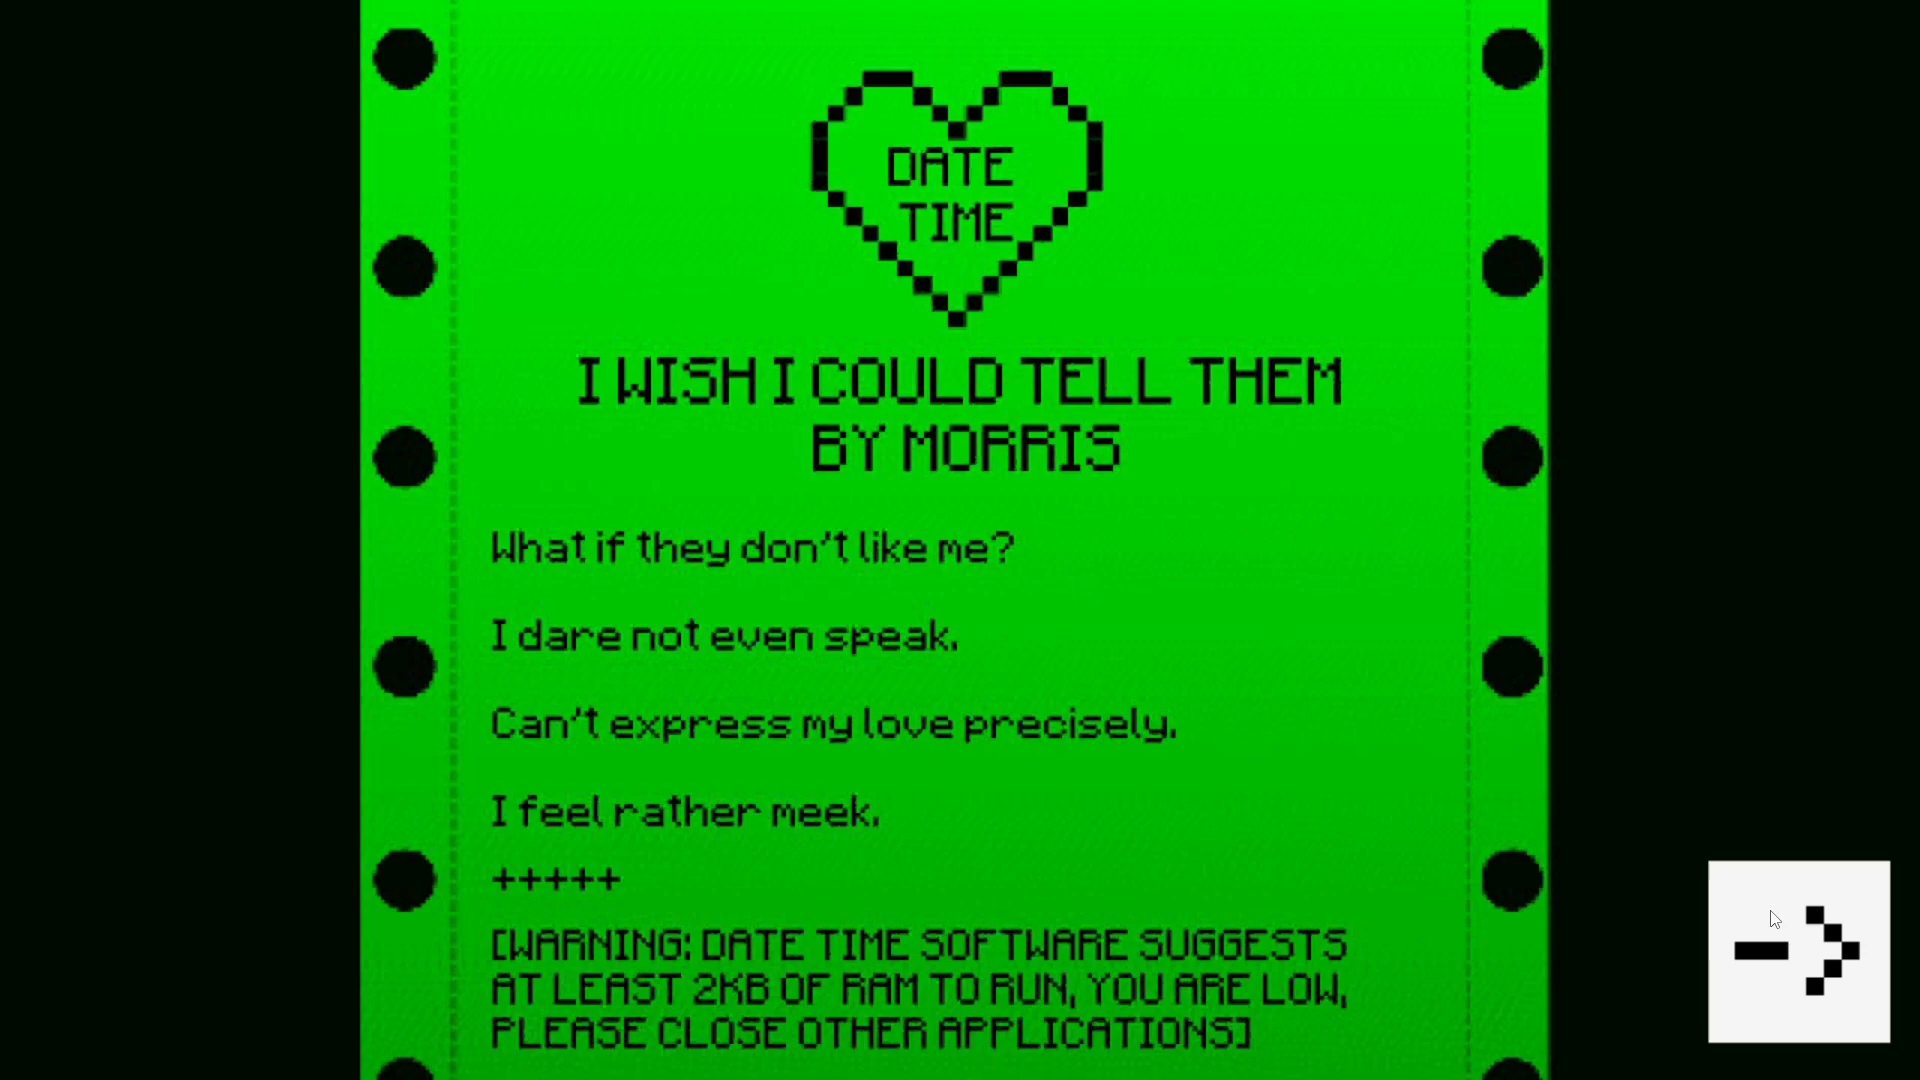 DATE
TIME
I WISH I COULD TELL THEM
BY MORRIS
What if they don't like me?
I dare not even speak.
Can't express my love precisely.
I feel rather meek.
+++++
[WARNING: DATE TIME SOFTWARE SUGGESTS
AT LEAST 2KB OF RAM TO RUN, YOU ARE LOW,
PLEASE CLOSE OTHER APPLICATIONS]